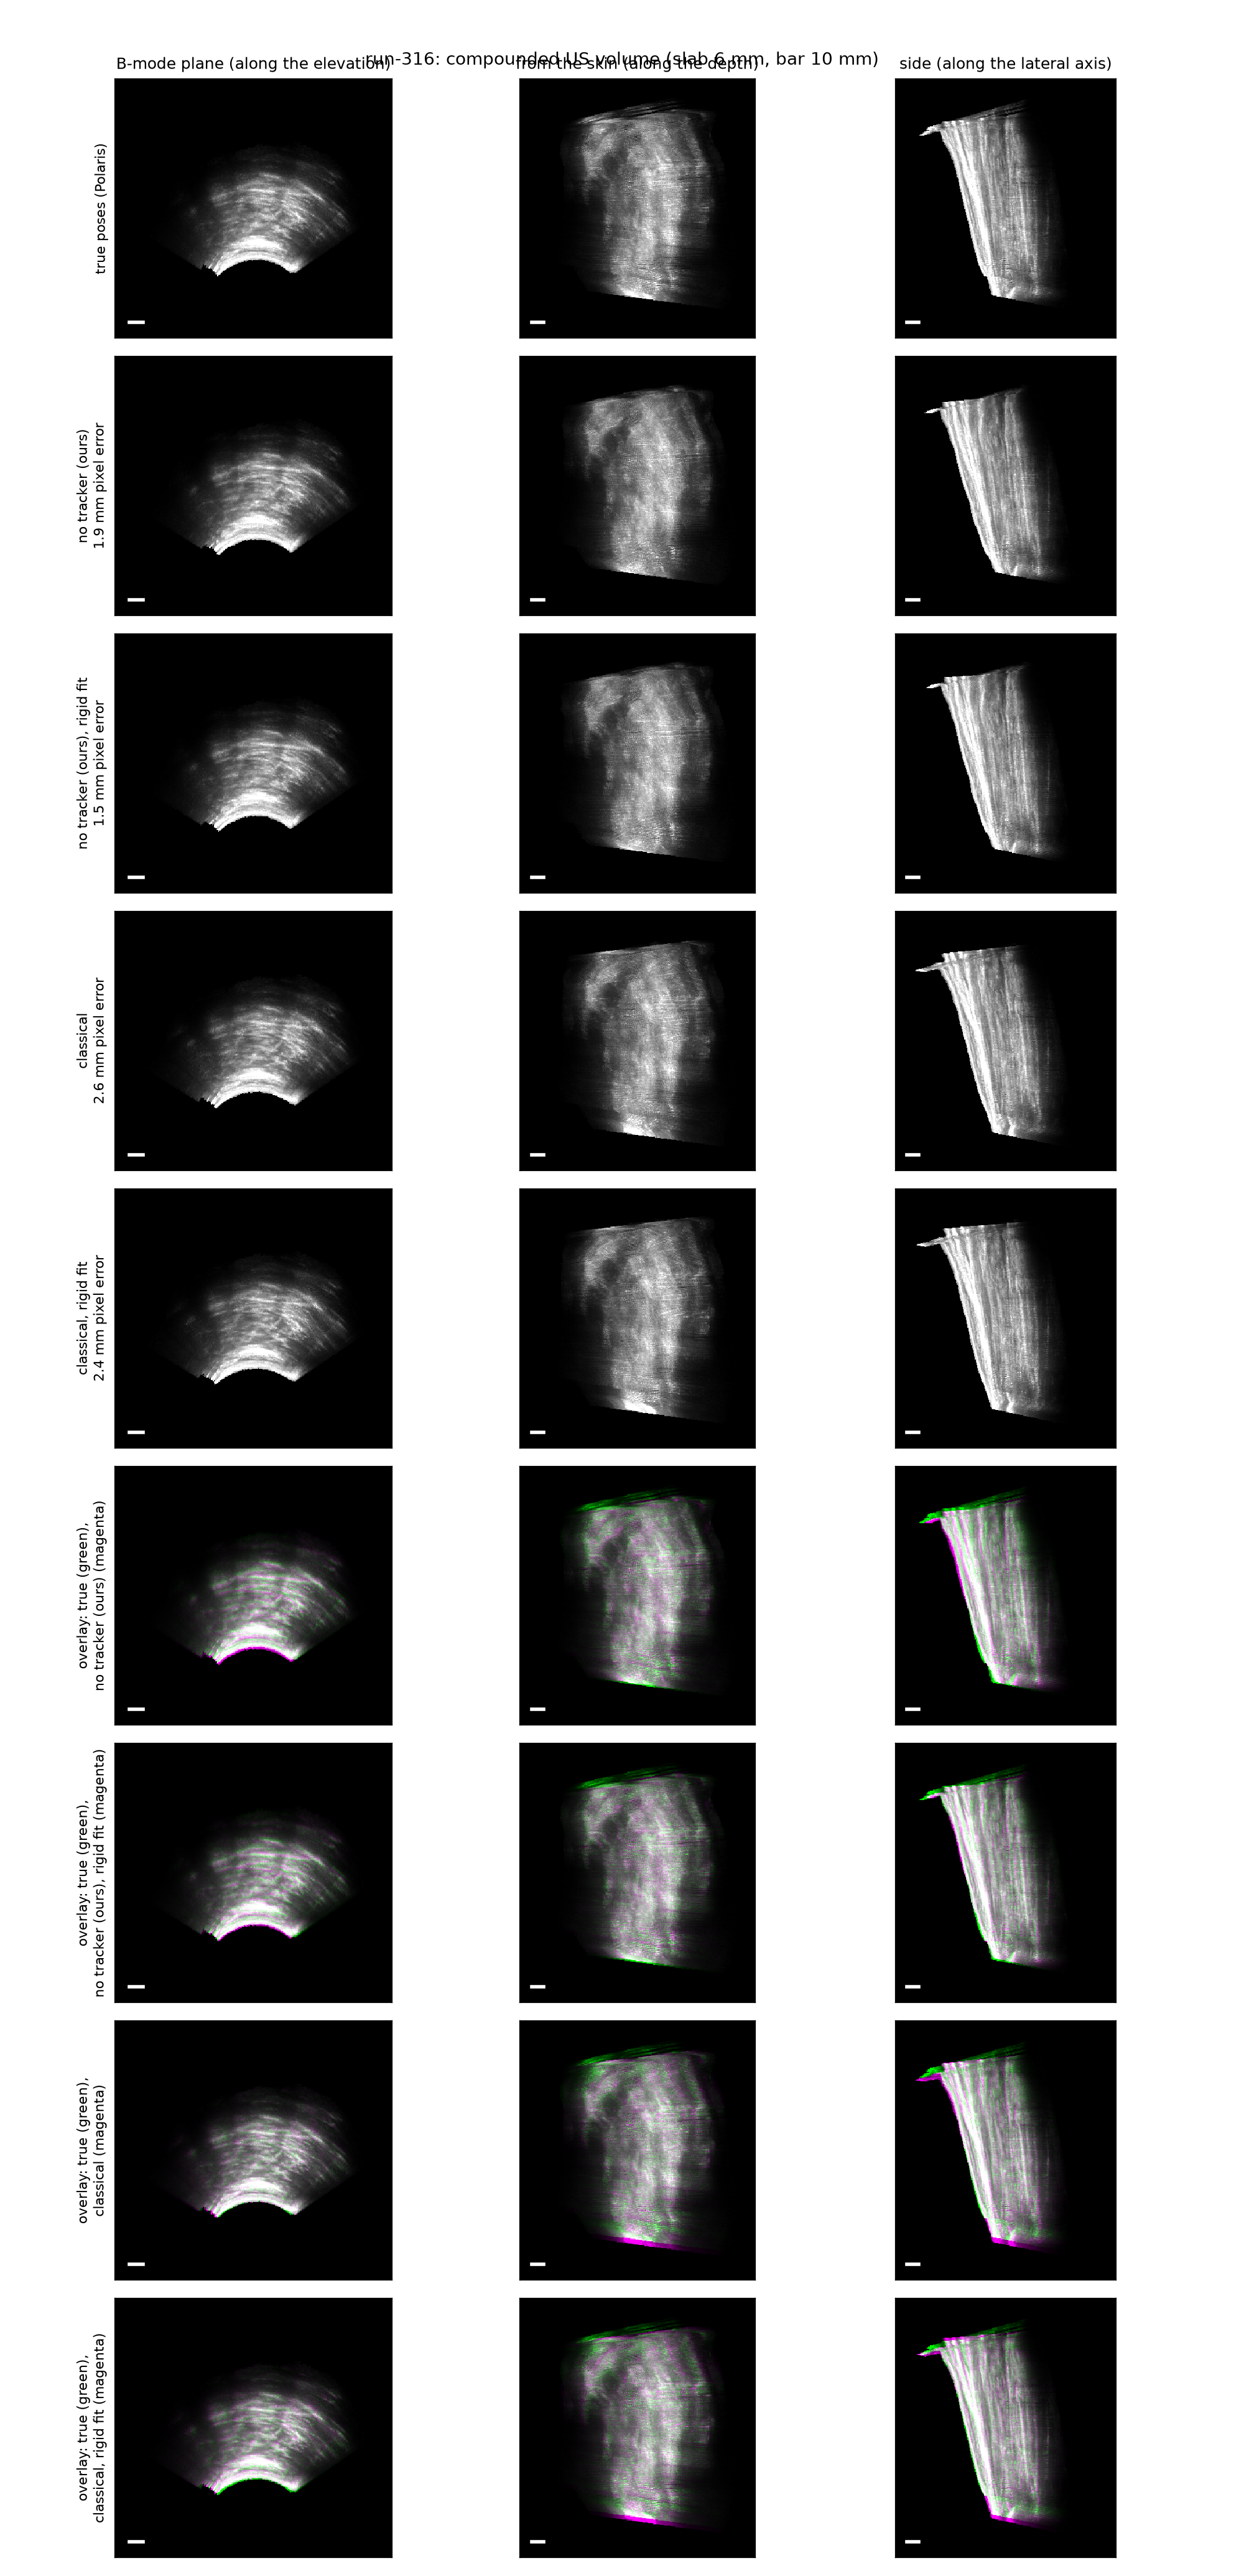 run-316: compounded US volume (slab 6 mm, bar 10 mm)
B-mode plane (along the elevation)
from the skin (along the depth)
side (along the lateral axis)
true poses (Polaris)
no tracker (ours)
1.9 mm pixel error
no tracker (ours), rigid fit
1.5 mm pixel error
classical
2.6 mm pixel error
classical, rigid fit
2.4 mm pixel error
overlay: true (green),
no tracker (ours) (magenta)
overlay: true (green),
no tracker (ours), rigid fit (magenta)
overlay: true (green),
classical (magenta)
overlay: true (green),
classical, rigid fit (magenta)